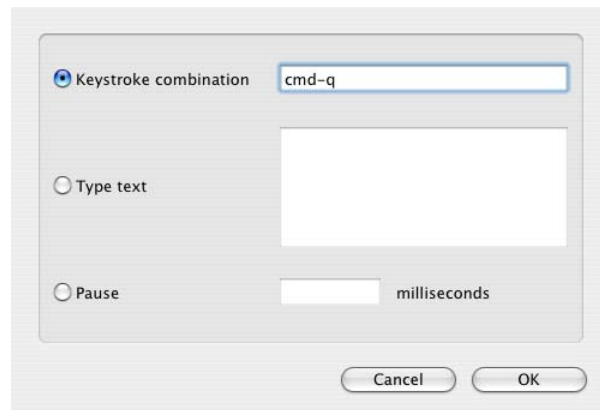 Keystroke combination cmd-q
Type text
Pause milliseconds
Cancel OK